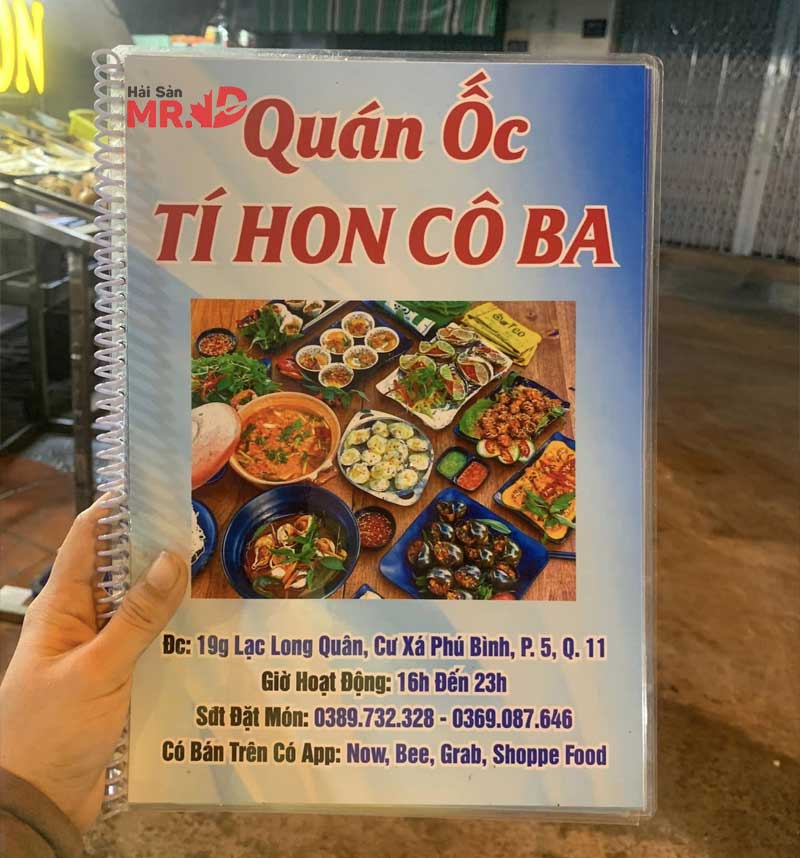 ON
Hải Sản
MR.D
Quán Ốc
TÍ HON CÔ BA
Đc: 19g Lạc Long Quân, Cư Xá Phú Bình, P. 5, Q. 11
Giờ Hoạt Động: 16h Đến 23h
Sđt Đặt Món: 0389.732.328 - 0369.087.646
Có Bán Trên Có App: Now, Bee, Grab, Shoppe Food